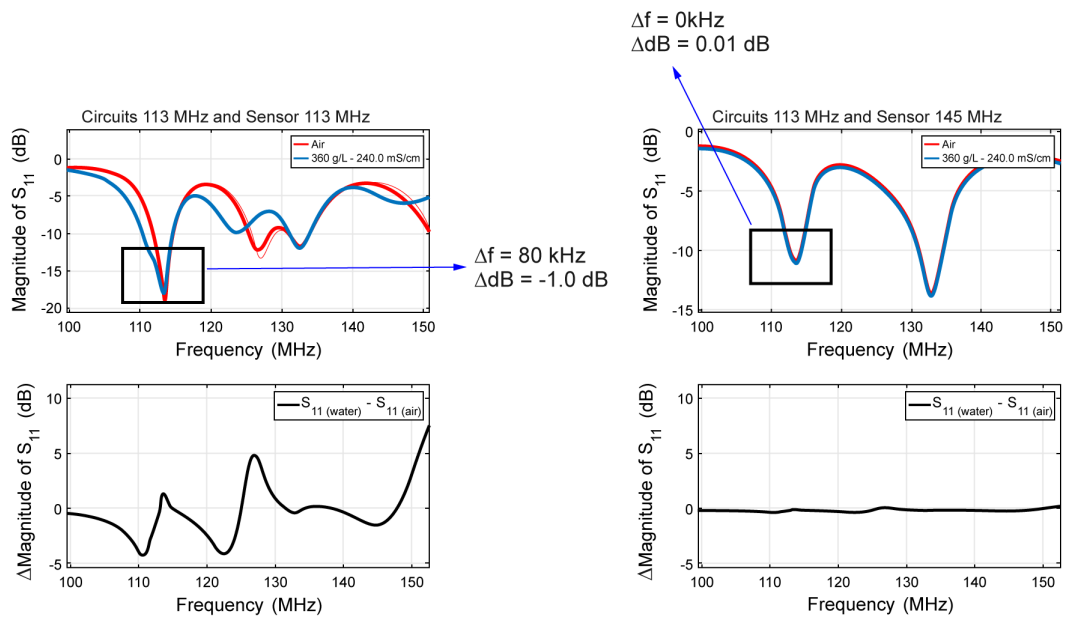 Δf = 0kHz
ΔdB = 0.01 dB
Circuits 113 MHz and Sensor 113 MHz
Magnitude of S11 (dB)
0
-5
-10
-15
-20
Air
360 g/L - 240.0 mS/cm
100 110 120 130 140 150
Frequency (MHz)
Δf = 80 kHz
ΔdB = -1.0 dB
Circuits 113 MHz and Sensor 145 MHz
Magnitude of S11 (dB)
0
-5
-10
-15
Air
360 g/L - 240.0 mS/cm
100 110 120 130 140 150
Frequency (MHz)
ΔMagnitude of S11 (dB)
10
5
0
-5
S11 (water) - S11 (air)
100 110 120 130 140 150
Frequency (MHz)
ΔMagnitude of S11 (dB)
10
5
0
-5
S11 (water) - S11 (air)
100 110 120 130 140 150
Frequency (MHz)